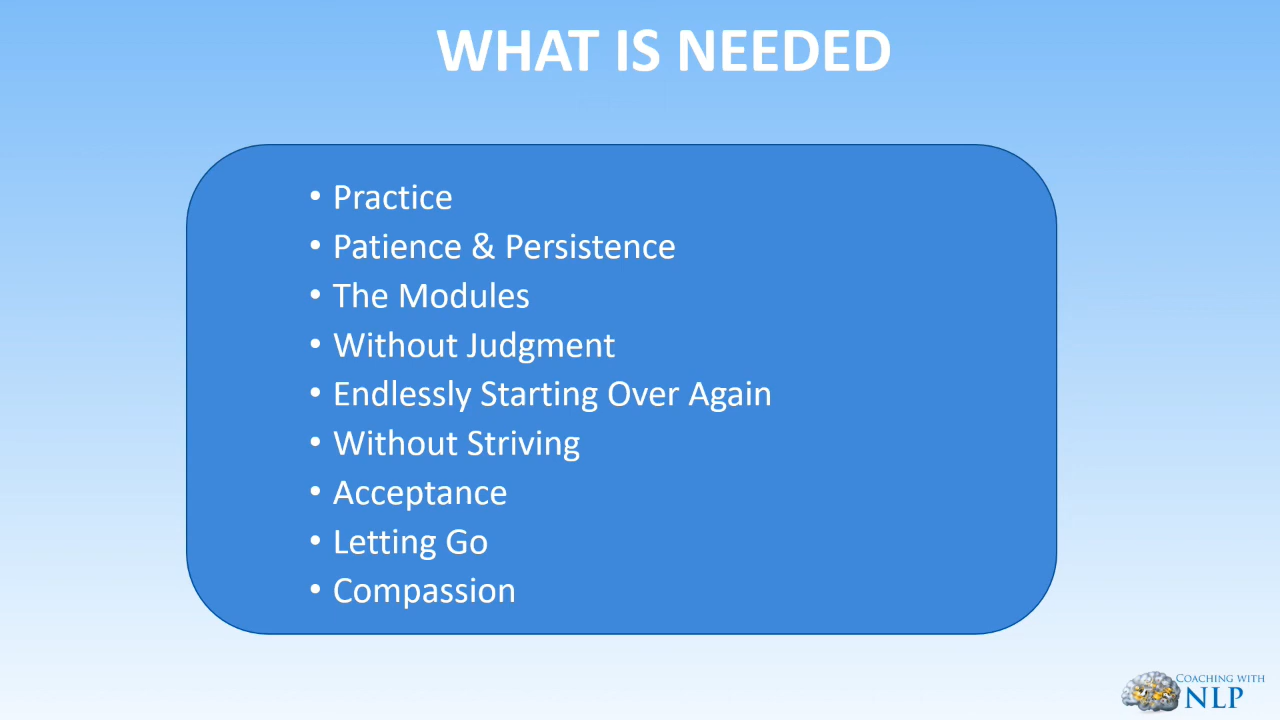 WHAT IS NEEDED
• Practice
• Patience & Persistence
• The Modules
• Without Judgment
• Endlessly Starting Over Again
• Without Striving
• Acceptance
• Letting Go
• Compassion
COACHING WITH
NLP